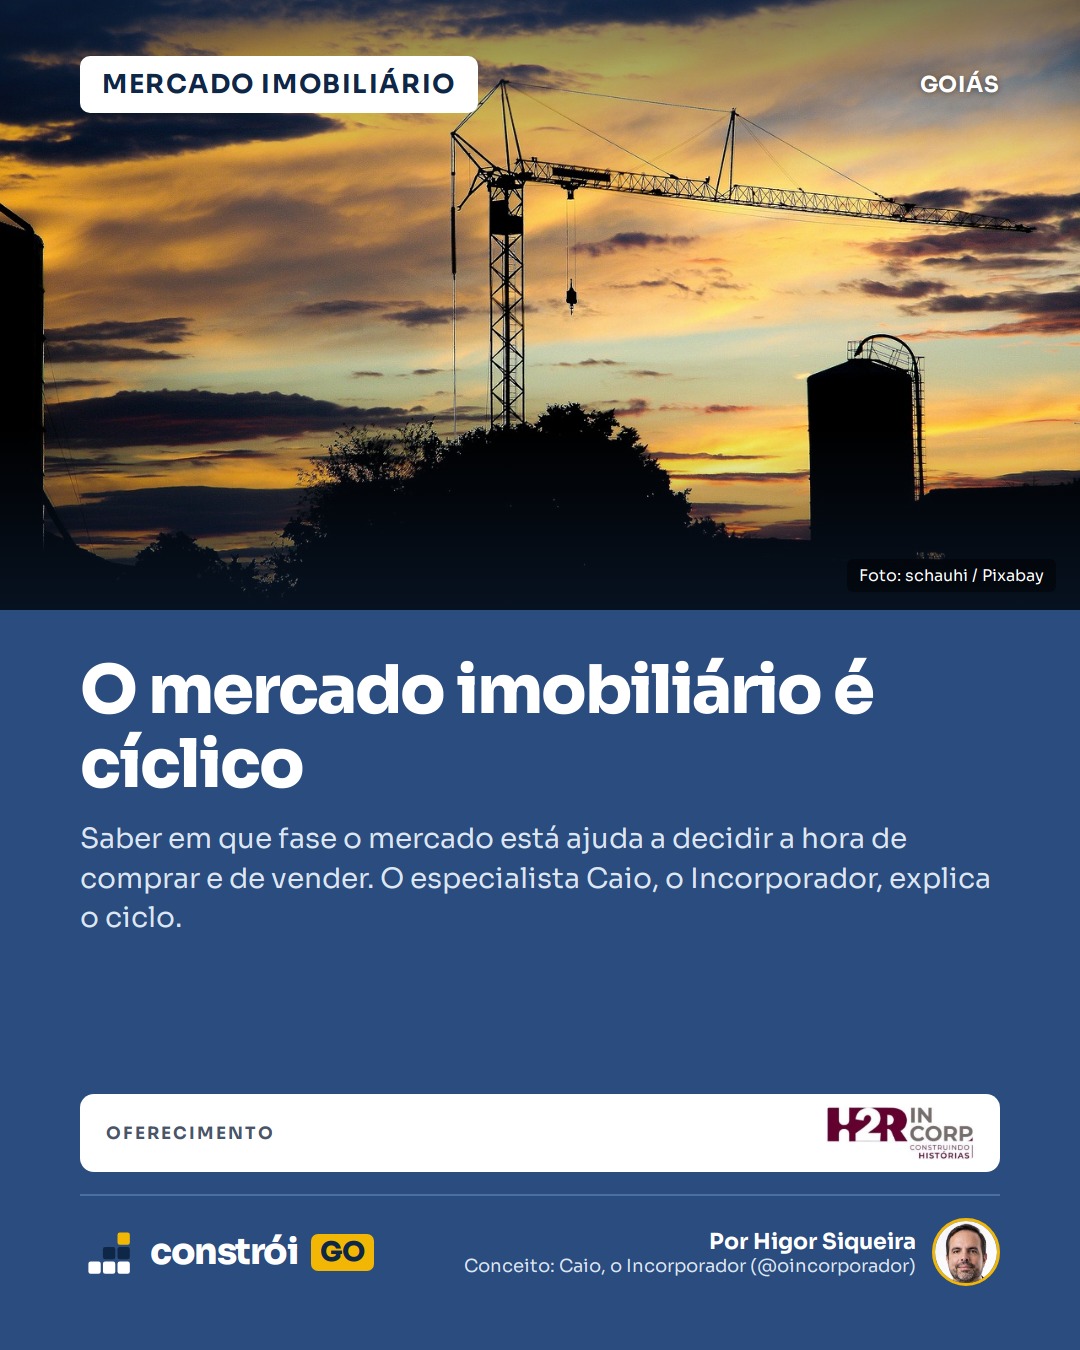 MERCADO IMOBILIÁRIO
GOIÁS
Foto: schauhi / Pixabay
O mercado imobiliário é
cíclico
Saber em que fase o mercado está ajuda a decidir a hora de
comprar e de vender. O especialista Caio, o Incorporador, explica
o ciclo.
OFERECIMENTO
H2R IN
CORP.
CONSTRUINDO
HISTÓRIAS
constrói GO
Por Higor Siqueira
Conceito: Caio, o Incorporador (@oincorporador)